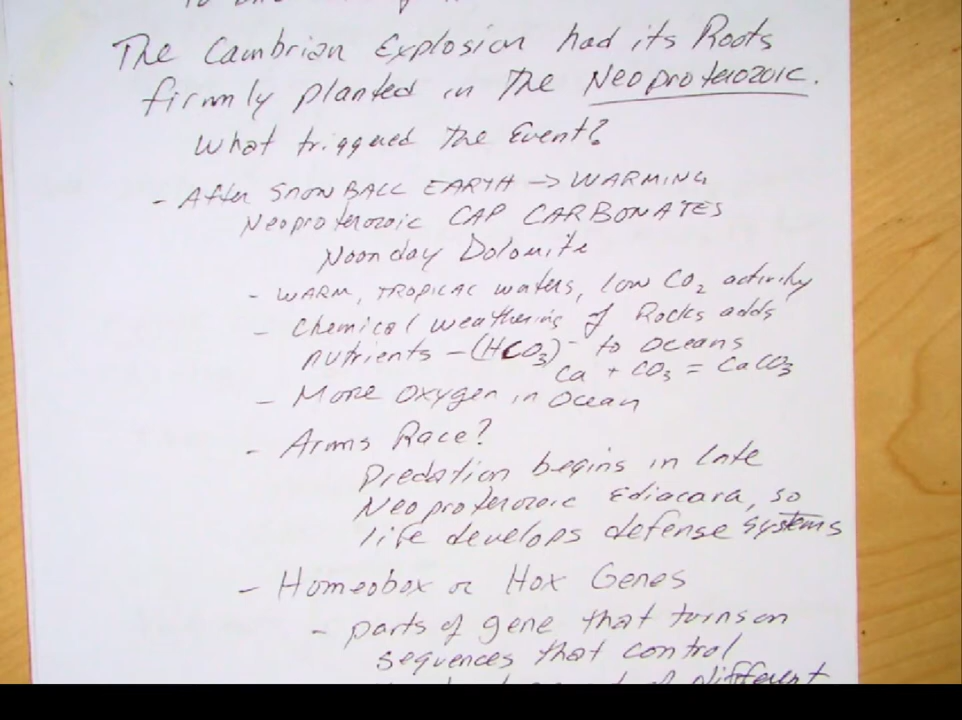 The Cambrian Explosion had its Roots
firmly planted in The Neoproterozoic.
What triggered The Event?
- After SNOWBALL EARTH -> WARMING
Neoproterozoic CAP CARBONATES
Noonday Dolomite
- WARM, TROPICAL waters, low CO2 activity
- Chemical weathering of Rocks adds
nutrients - (HCO3)- to Oceans
Ca + CO3 = CaCO3
- More Oxygen in Ocean
- Arms Race?
Predation begins in late
Neoproterozoic Ediacara, so
life develops defense systems
- Homeobox or Hox Genes
- parts of gene that turns on
sequences that control
of different